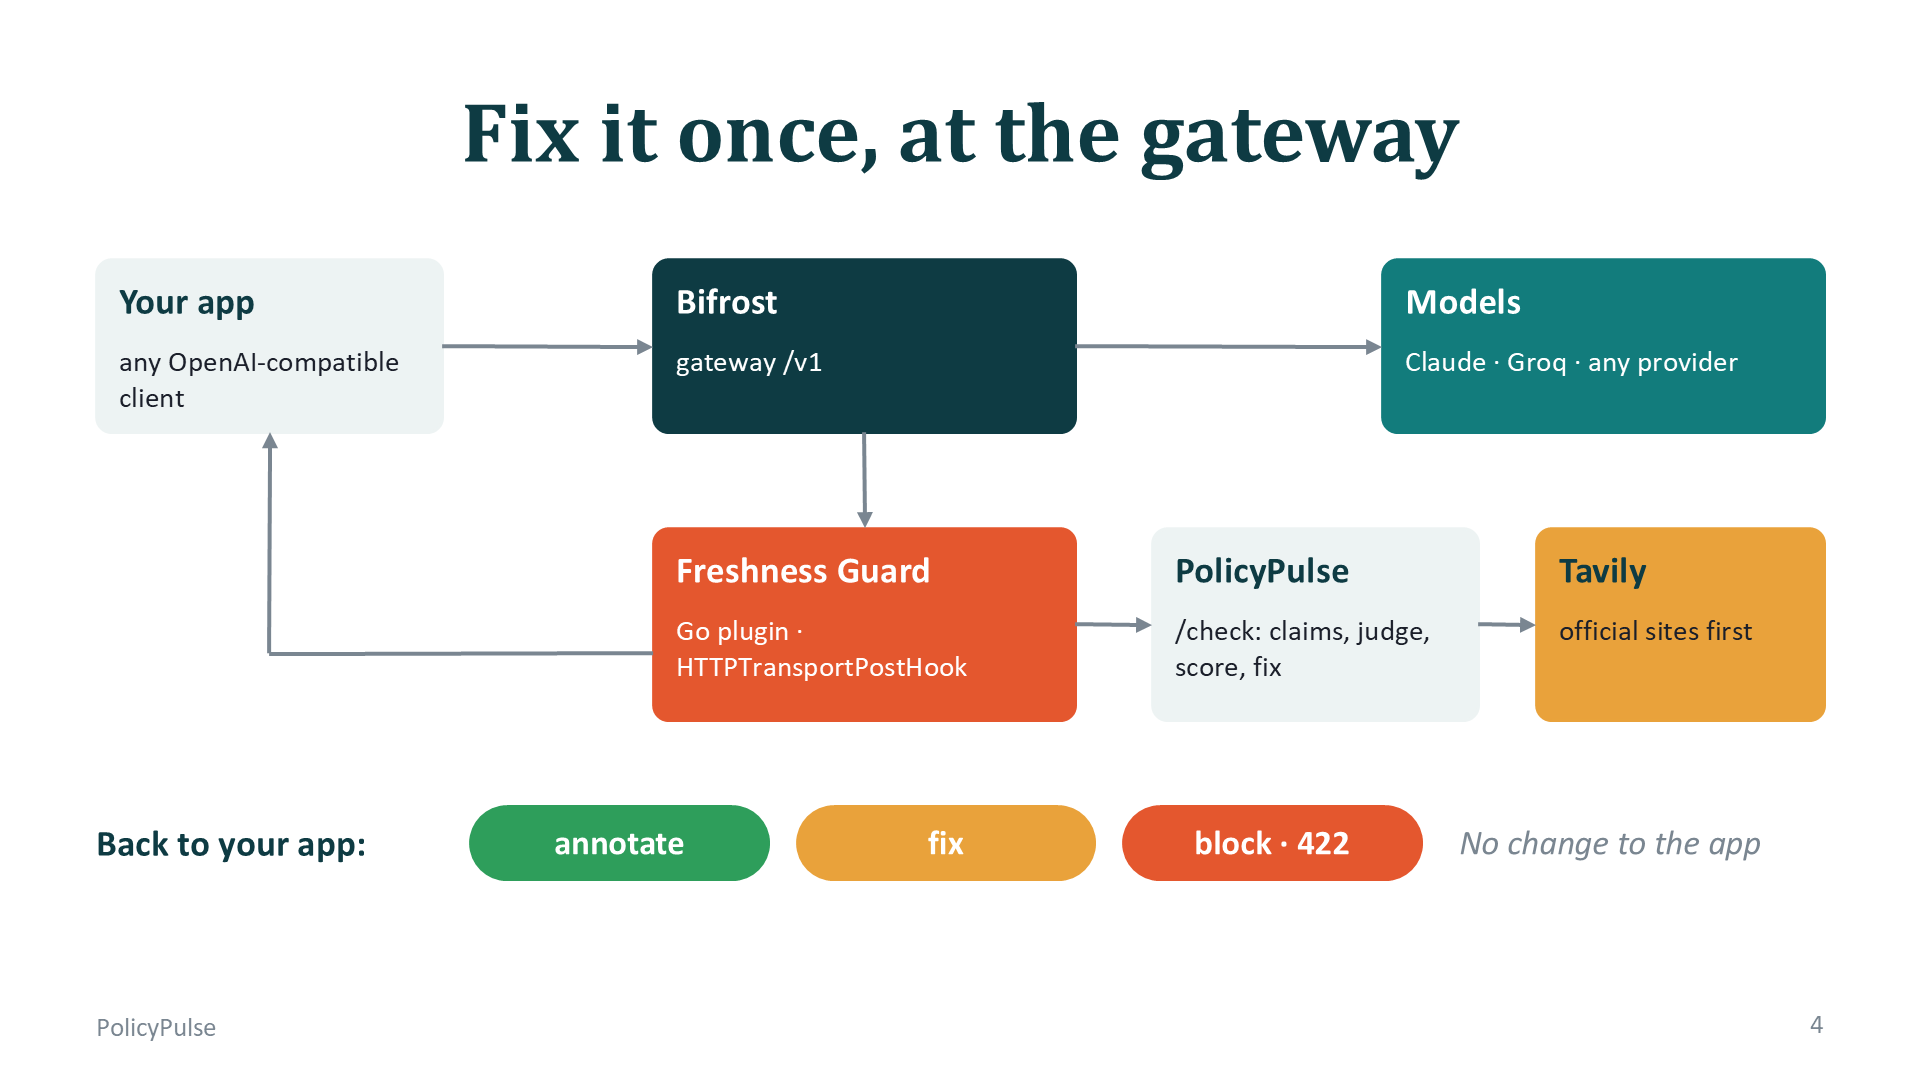 Fix it once, at the gateway
Your app
any OpenAI-compatible
client
Bifrost
gateway /v1
Models
Claude · Groq · any provider
Freshness Guard
Go plugin ·
HTTPTransportPostHook
PolicyPulse
/check: claims, judge,
score, fix
Tavily
official sites first
Back to your app:
annotate
fix
block · 422
No change to the app
PolicyPulse
4